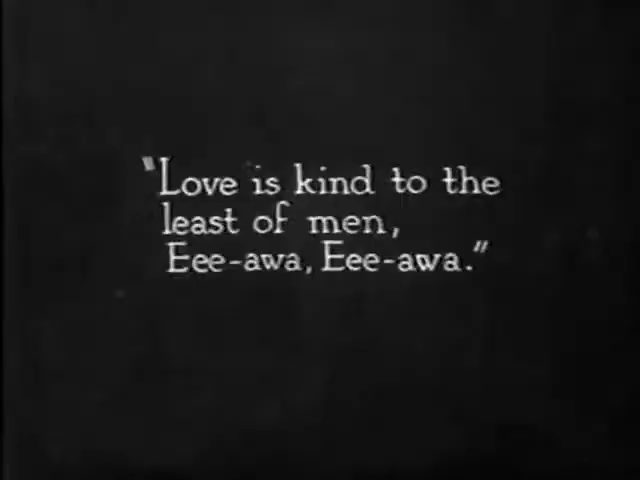 "Love is kind to the
least of men,
Eee-awa, Eee-awa."